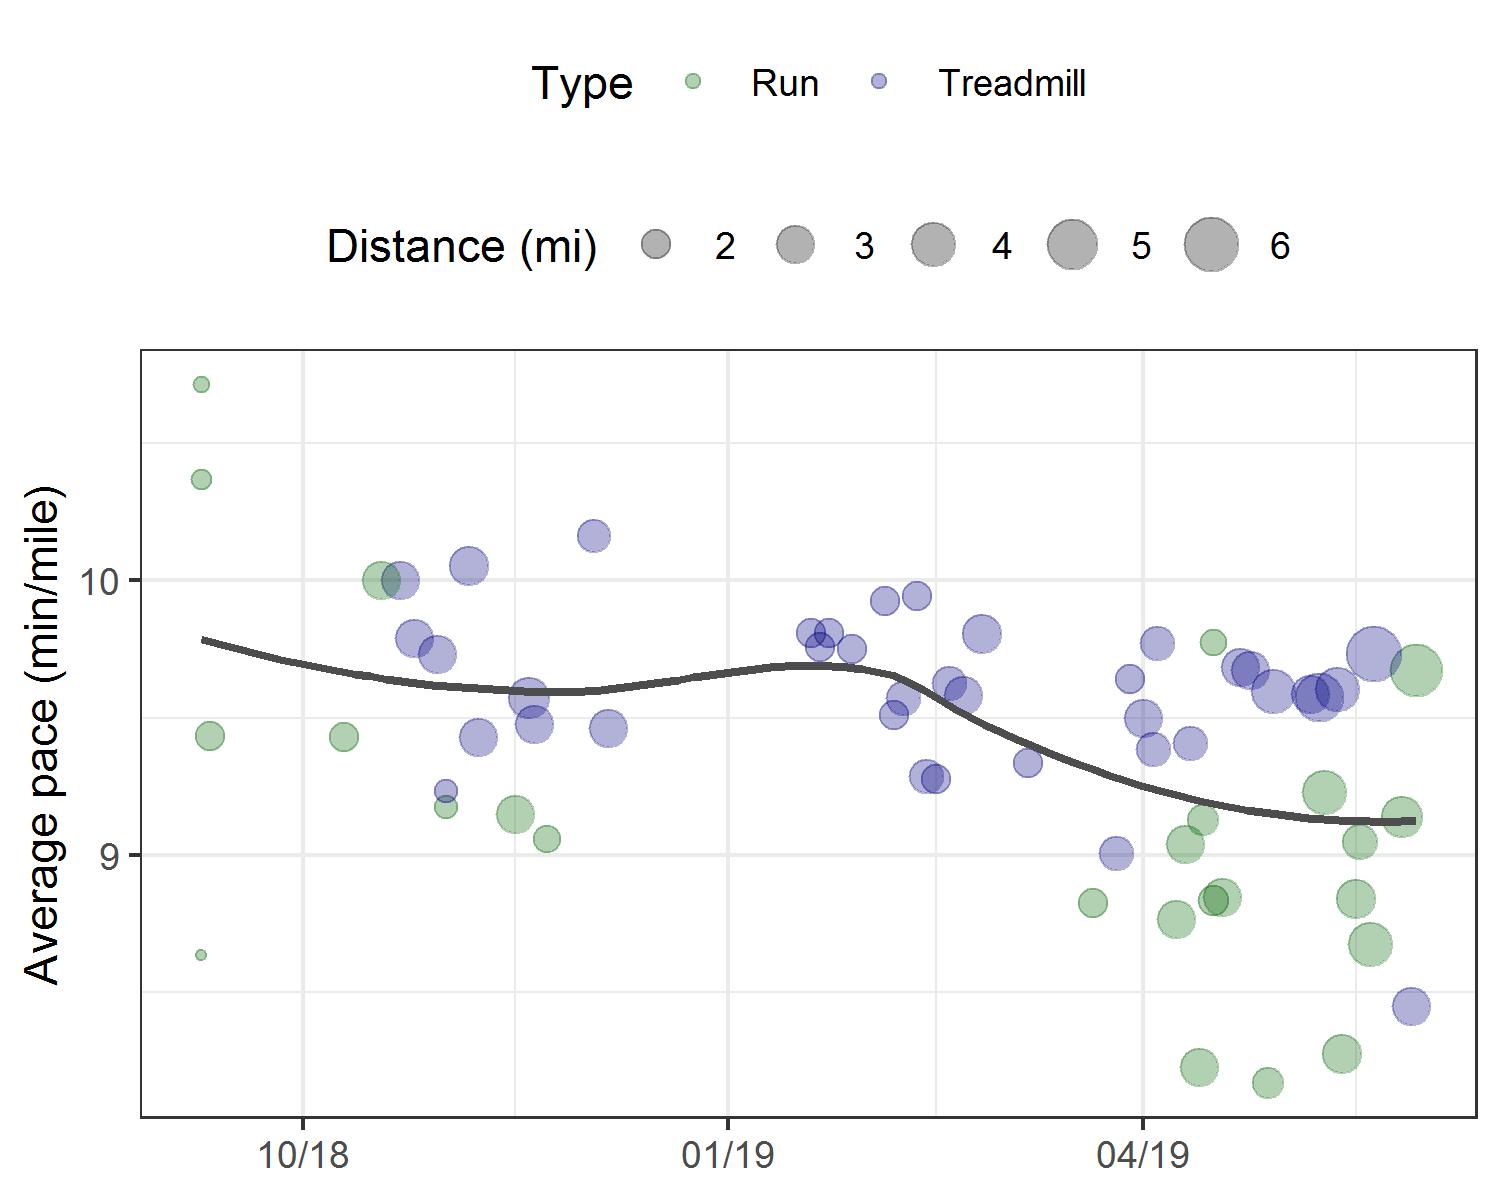 Type Run Treadmill
Distance (mi) 2 3 4 5 6
Average pace (min/mile)
10
9
10/18 01/19 04/19